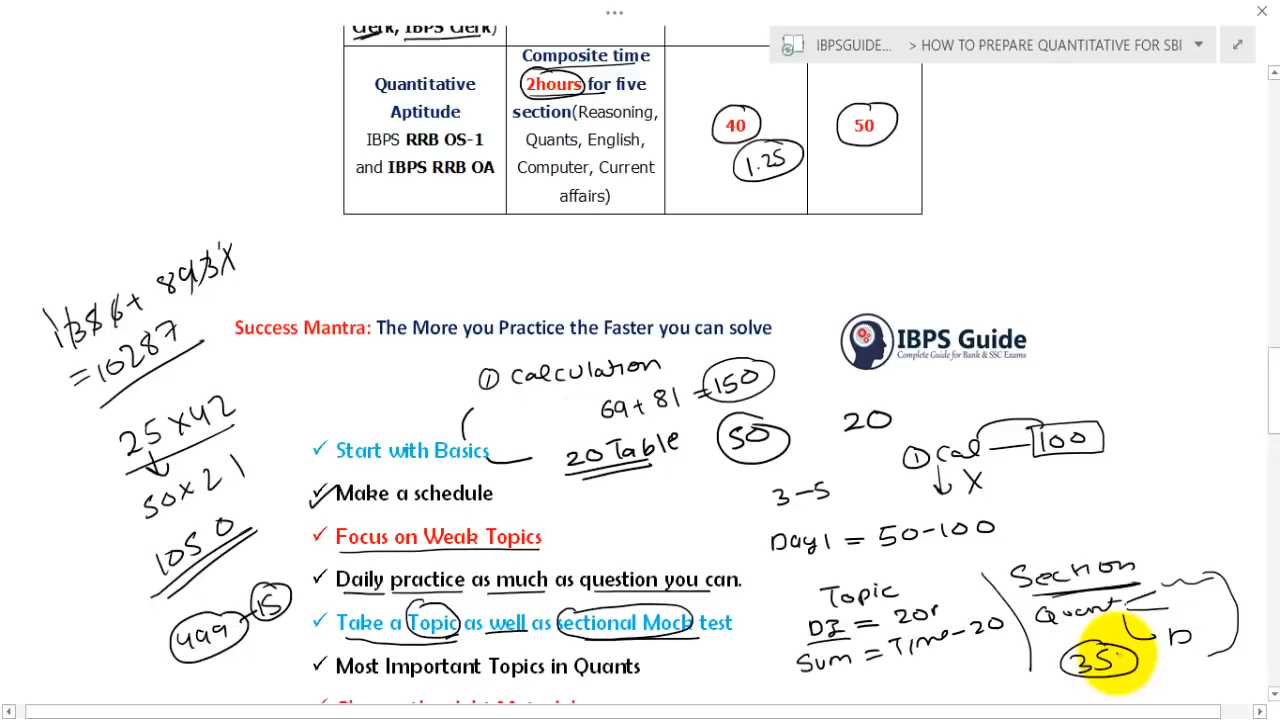 Clerk, IBPS Clerk)
IBPSGUIDE... > HOW TO PREPARE QUANTITATIVE FOR SBI
Quantitative
Aptitude
IBPS RRB OS-1
and IBPS RRB OA
Composite time
2hours for five
section(Reasoning,
Quants, English,
Computer, Current
affairs)
40
1.25
50
= 10287
25 x 42
50 x 21
1050
499 - 15
Success Mantra: The More you Practice the Faster you can solve
IBPS Guide
Complete Guide for Bank & SSC Exams
① Calculation
69 + 81 = 150
20 Table
50
20
① Cal — 100
X
3 - 5
Day 1 = 50 - 100
✓ Start with Basics
✓ Make a schedule
✓ Focus on Weak Topics
✓ Daily practice as much as question you can.
✓ Take a Topic as well as sectional Moch test
✓ Most Important Topics in Quants
Topic
DI = 20
Sum = Time - 20
Section
Quant
D
35